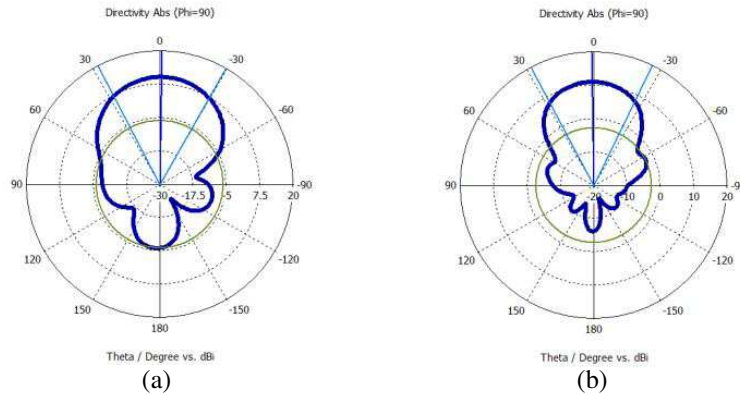 Directivity Abs (Phi=90)
0
30 -30
60 -60
90 -30 -17.5 -5 7.5 20
120 -120
150 -150
180
Theta / Degree vs. dBi
(a)
Directivity Abs (Phi=90)
0
30 -30
60 -60
90 -20 -10 0 10 20 -90
120 -120
150 -150
180
Theta / Degree vs. dBi
(b)